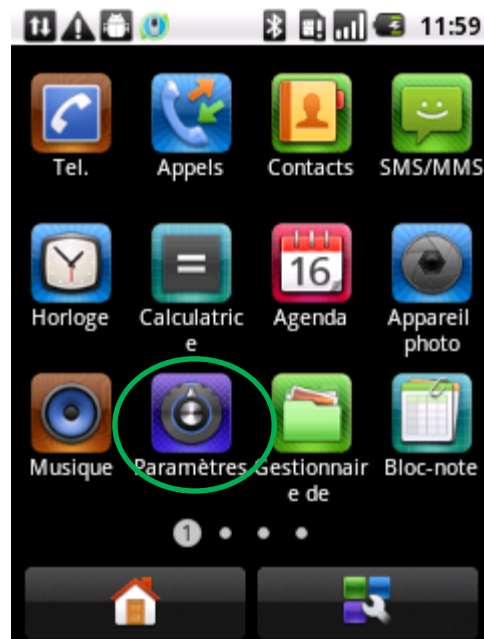 11:59
Tel. Appels Contacts SMS/MMS
16
Horloge Calculatric Agenda Appareil
e photo
Musique Paramètres Gestionnair Bloc-note
e de
1